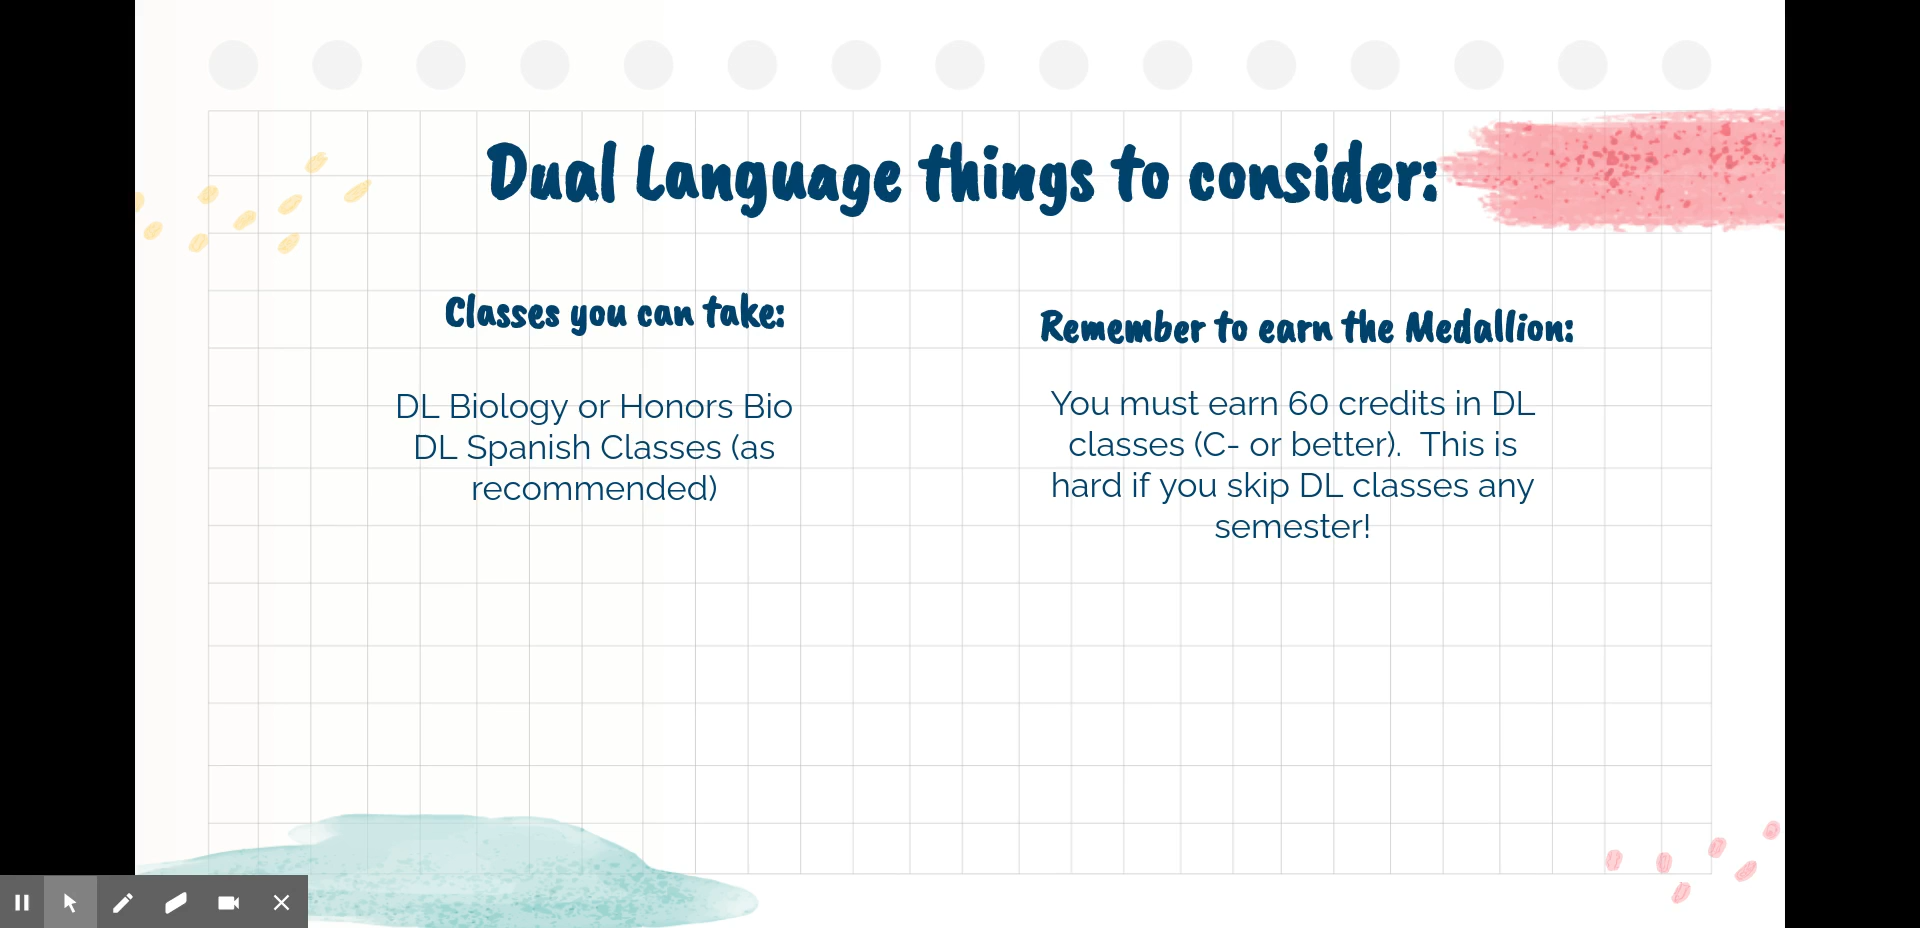 Dual Language things to consider:
Classes you can take:
DL Biology or Honors Bio
DL Spanish Classes (as
recommended)
Remember to earn the Medallion:
You must earn 60 credits in DL
classes (C- or better).  This is
hard if you skip DL classes any
semester!